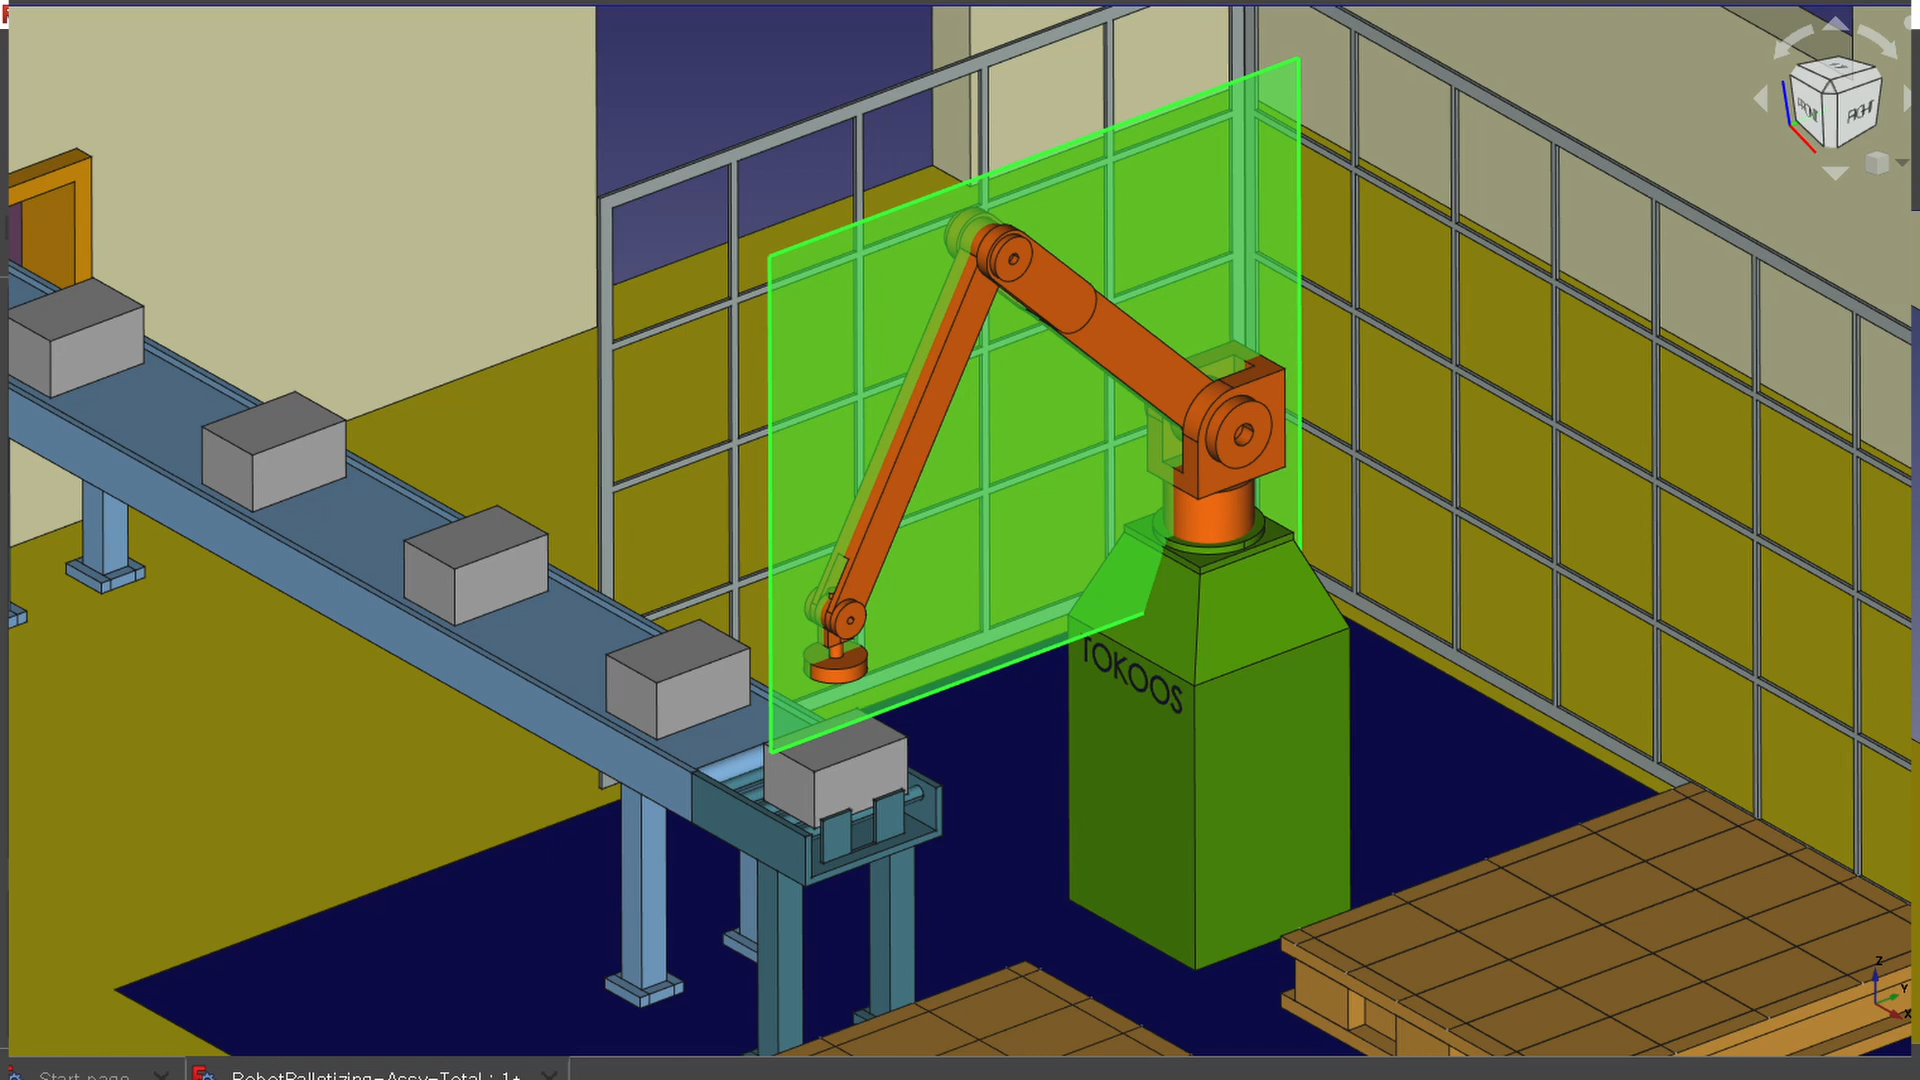 FRONT
RIGHT
TOKOOS
Z
Y
X
Start page
RobotPalletizing-Assy-Total : 1*